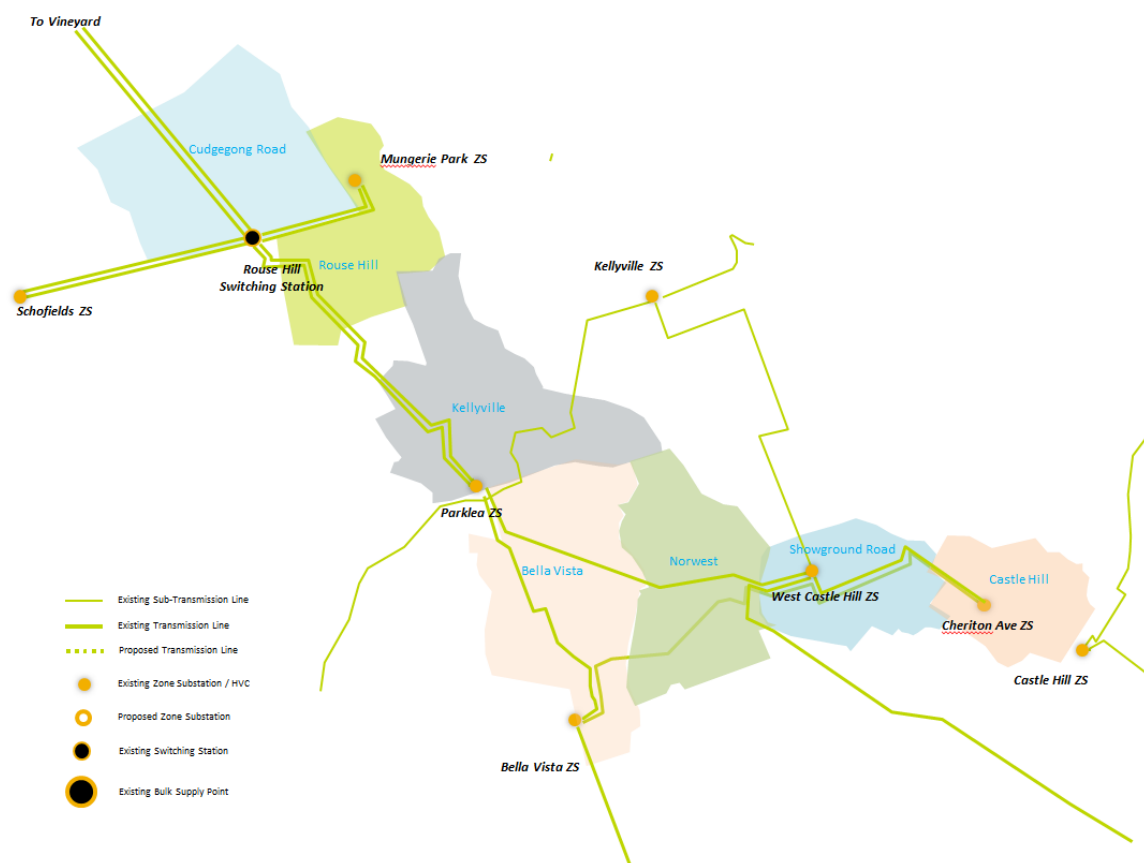 To Vineyard
Cudgegong Road
Mungerie Park ZS
Rouse Hill
Rouse Hill
Switching Station
Kellyville ZS
Schofields ZS
Kellyville
Parklea ZS
Bella Vista
Norwest
Showground Road
Castle Hill
West Castle Hill ZS
Cheriton Ave ZS
Castle Hill ZS
Bella Vista ZS
Existing Sub-Transmission Line
Existing Transmission Line
Proposed Transmission Line
Existing Zone Substation / HVC
Proposed Zone Substation
Existing Switching Station
Existing Bulk Supply Point